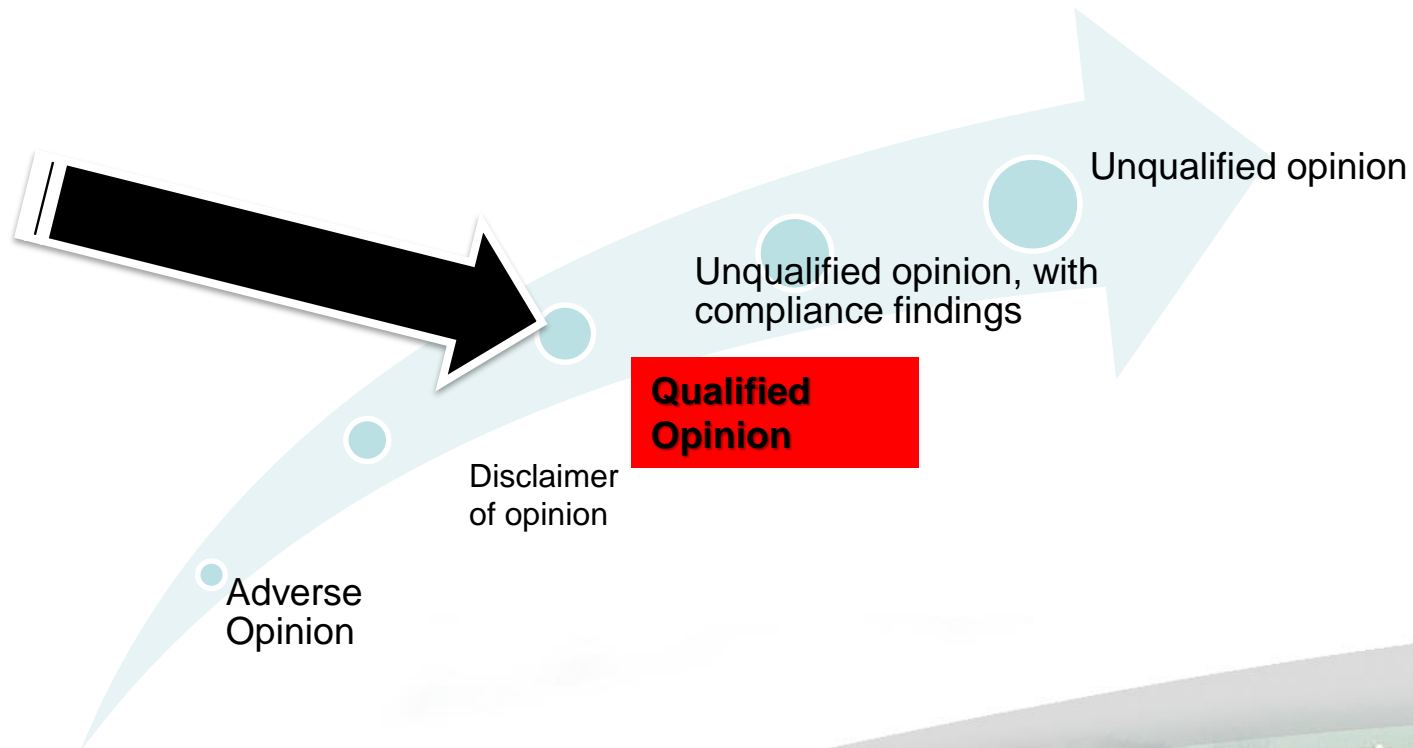 Unqualified opinion
Unqualified opinion, with
compliance findings
Qualified
Opinion
Disclaimer
of opinion
Adverse
Opinion